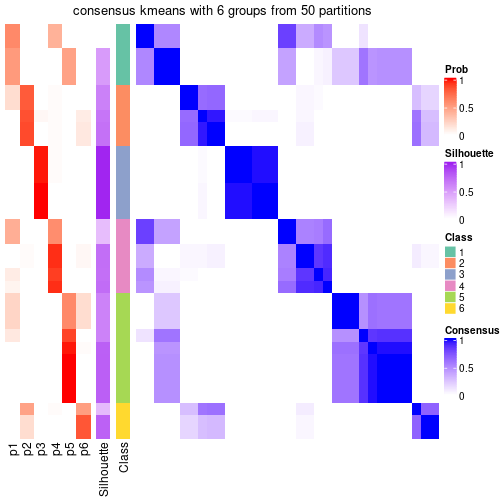 consensus kmeans with 6 groups from 50 partitions
Prob
1
0.5
0
Silhouette
1
0.5
0
Class
1
2
3
4
5
6
Consensus
1
0.5
0
p1
p2
p3
p4
p5
p6
Silhouette
Class